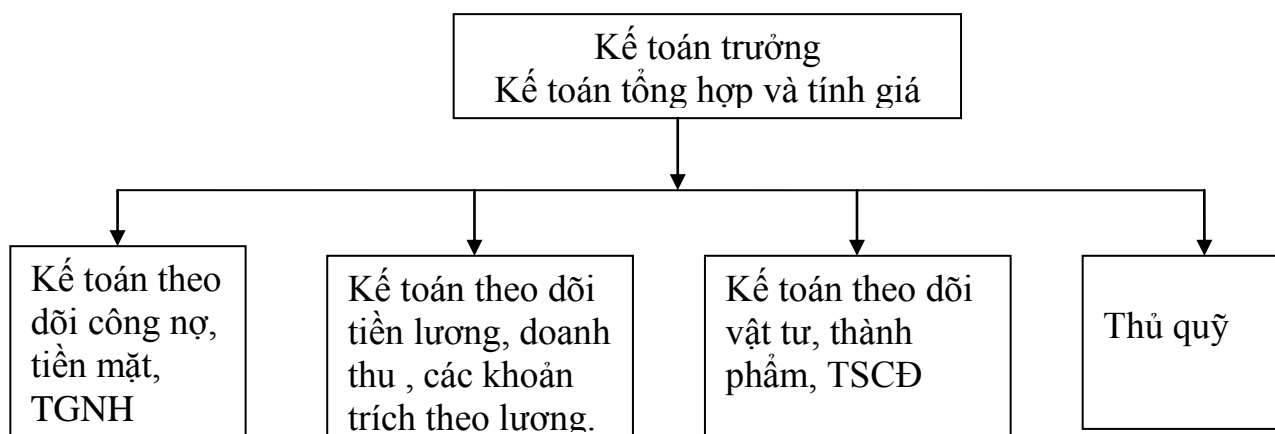 Kế toán trưởng
Kế toán tổng hợp và tính giá
Kế toán theo
dõi công nợ,
tiền mặt,
TGNH
Kế toán theo dõi
tiền lương, doanh
thu , các khoản
trích theo lương.
Kế toán theo dõi
vật tư, thành
phẩm, TSCĐ
Thủ quỹ